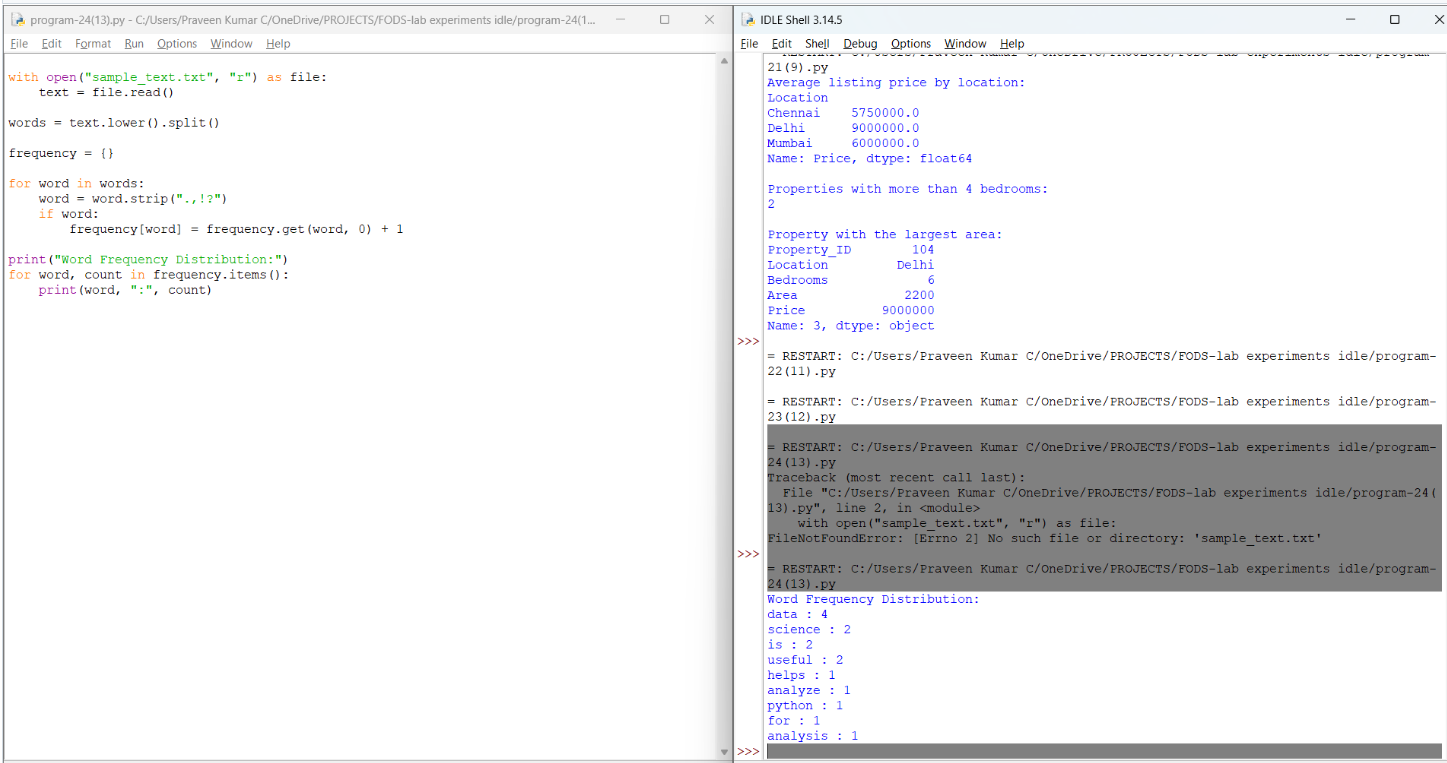 program-24(13).py - C:/Users/Praveen Kumar C/OneDrive/PROJECTS/FODS-lab experiments idle/program-24(1...
File Edit Format Run Options Window Help
with open("sample_text.txt", "r") as file:
    text = file.read()
words = text.lower().split()
frequency = {}
for word in words:
    word = word.strip(".,!?")
    if word:
        frequency[word] = frequency.get(word, 0) + 1
print("Word Frequency Distribution:")
for word, count in frequency.items():
    print(word, ":", count)
IDLE Shell 3.14.5
File Edit Shell Debug Options Window Help
21(9).py
Average listing price by location:
Location
Chennai    5750000.0
Delhi      9000000.0
Mumbai     6000000.0
Name: Price, dtype: float64
Properties with more than 4 bedrooms:
2
Property with the largest area:
Property_ID        104
Location         Delhi
Bedrooms             6
Area              2200
Price          9000000
Name: 3, dtype: object
>>>
= RESTART: C:/Users/Praveen Kumar C/OneDrive/PROJECTS/FODS-lab experiments idle/program-
22(11).py
= RESTART: C:/Users/Praveen Kumar C/OneDrive/PROJECTS/FODS-lab experiments idle/program-
23(12).py
= RESTART: C:/Users/Praveen Kumar C/OneDrive/PROJECTS/FODS-lab experiments idle/program-
24(13).py
Traceback (most recent call last):
  File "C:/Users/Praveen Kumar C/OneDrive/PROJECTS/FODS-lab experiments idle/program-24(
13).py", line 2, in <module>
    with open("sample_text.txt", "r") as file:
FileNotFoundError: [Errno 2] No such file or directory: 'sample_text.txt'
>>>
= RESTART: C:/Users/Praveen Kumar C/OneDrive/PROJECTS/FODS-lab experiments idle/program-
24(13).py
Word Frequency Distribution:
data : 4
science : 2
is : 2
useful : 2
helps : 1
analyze : 1
python : 1
for : 1
analysis : 1
>>>